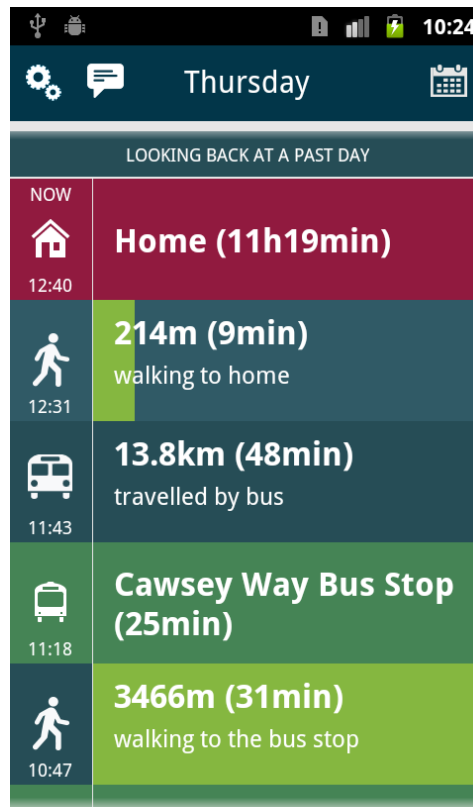 10:24
Thursday
LOOKING BACK AT A PAST DAY
NOW
Home (11h19min)
12:40
214m (9min)
walking to home
12:31
13.8km (48min)
travelled by bus
11:43
Cawsey Way Bus Stop
(25min)
11:18
3466m (31min)
walking to the bus stop
10:47